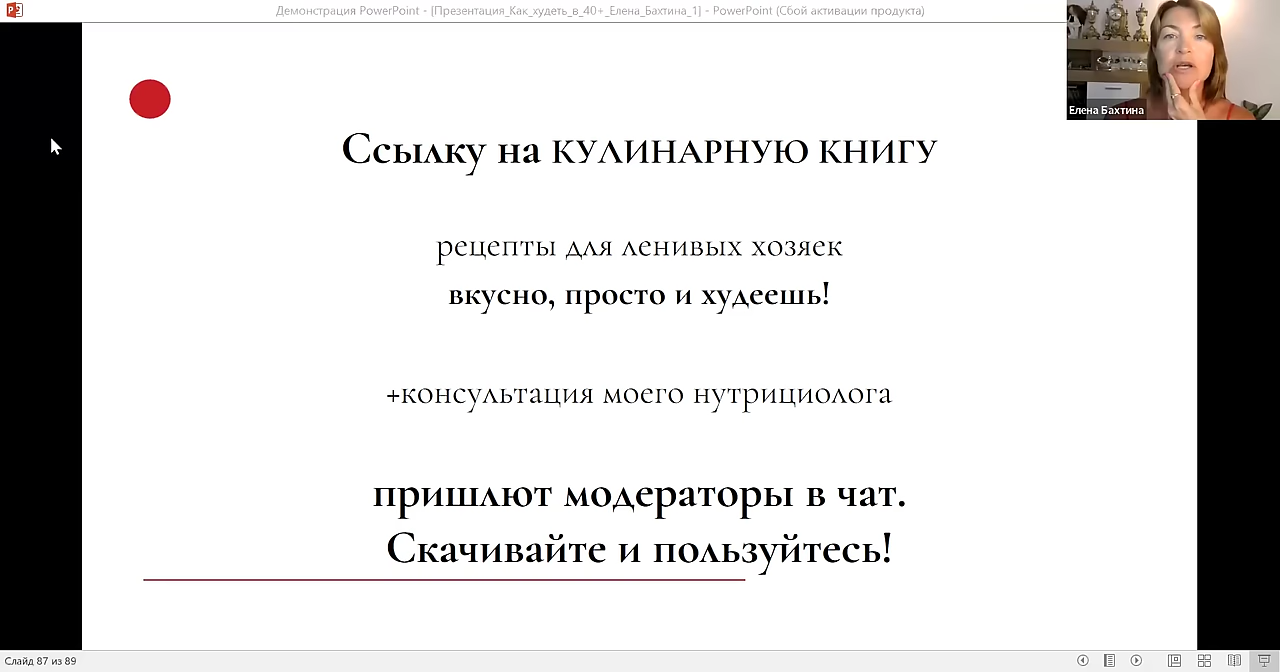 Демонстрация PowerPoint - [Презентация_Как_худеть_в_40+_Елена_Бахтина_1] - PowerPoint (Сбой активации продукта)
Елена Бахтина
Ссылку на КУЛИНАРНУЮ КНИГУ
рецепты для ленивых хозяек
вкусно, просто и худеешь!
+консультация моего нутрициолога
пришлют модераторы в чат.
Скачивайте и пользуйтесь!
Слайд 87 из 89